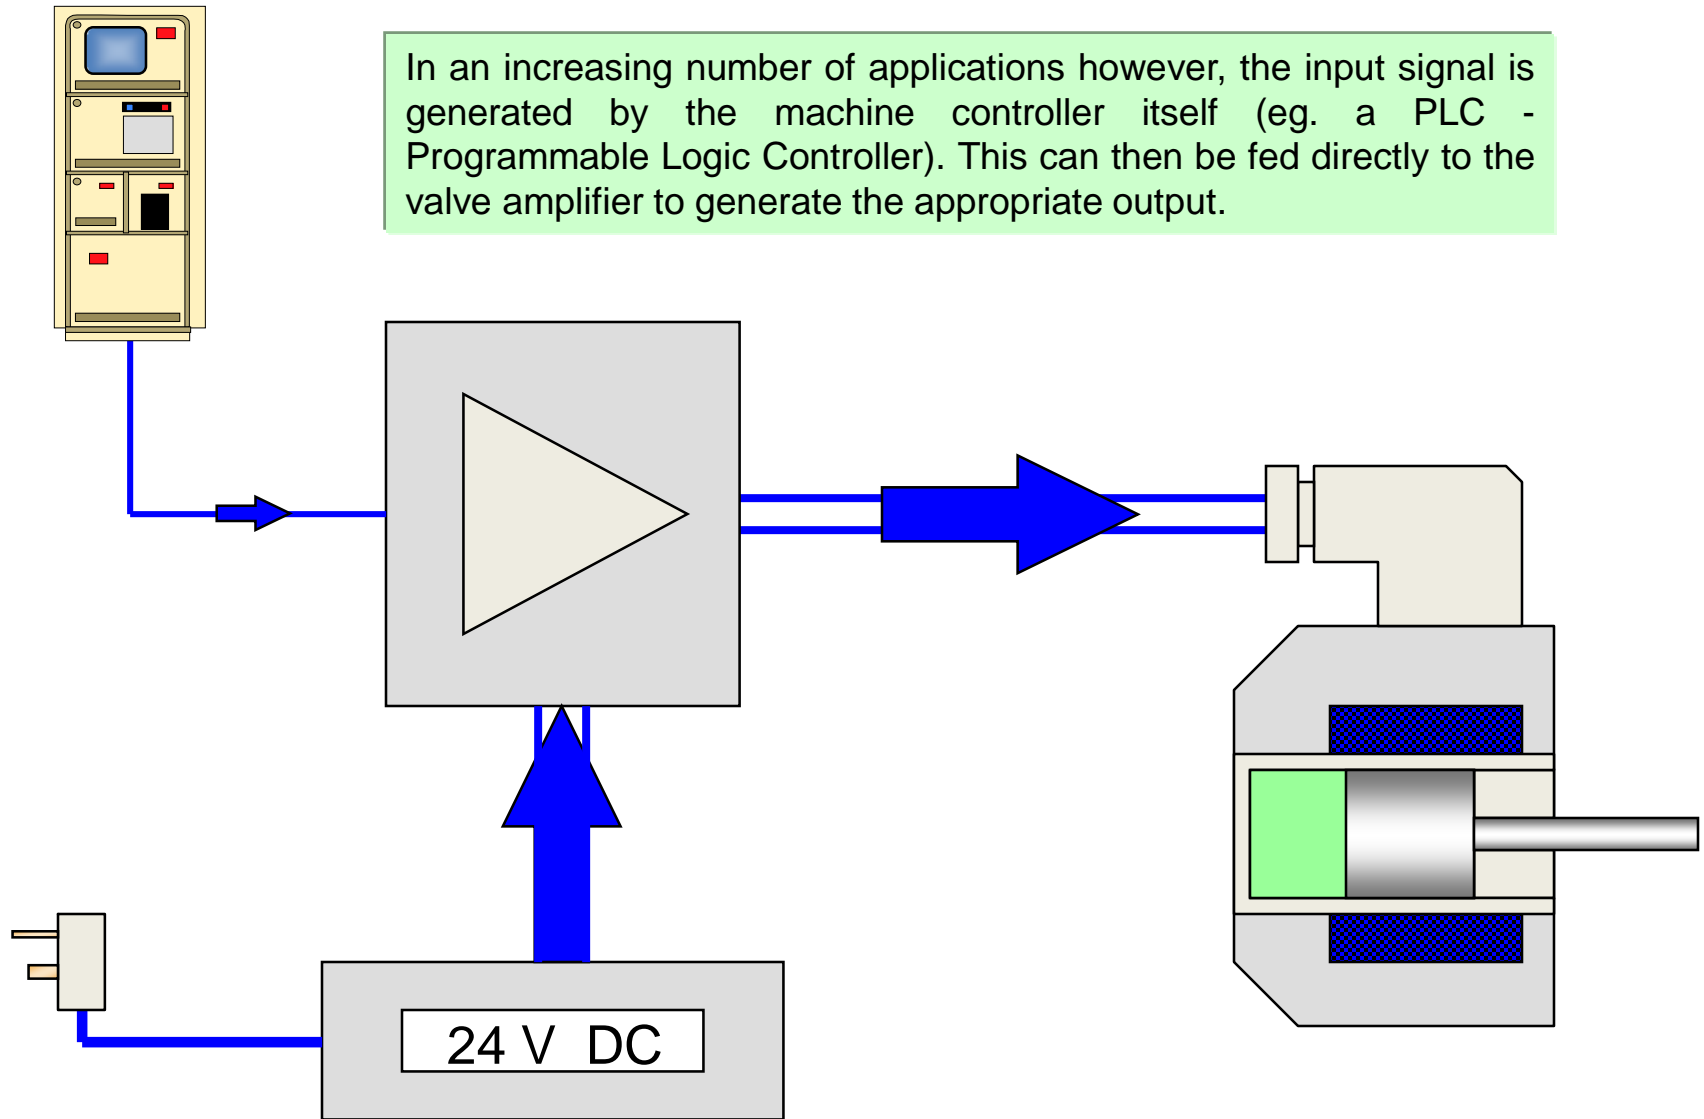 In an increasing number of applications however, the input signal is
generated by the machine controller itself (eg. a PLC -
Programmable Logic Controller). This can then be fed directly to the
valve amplifier to generate the appropriate output.
24 V DC